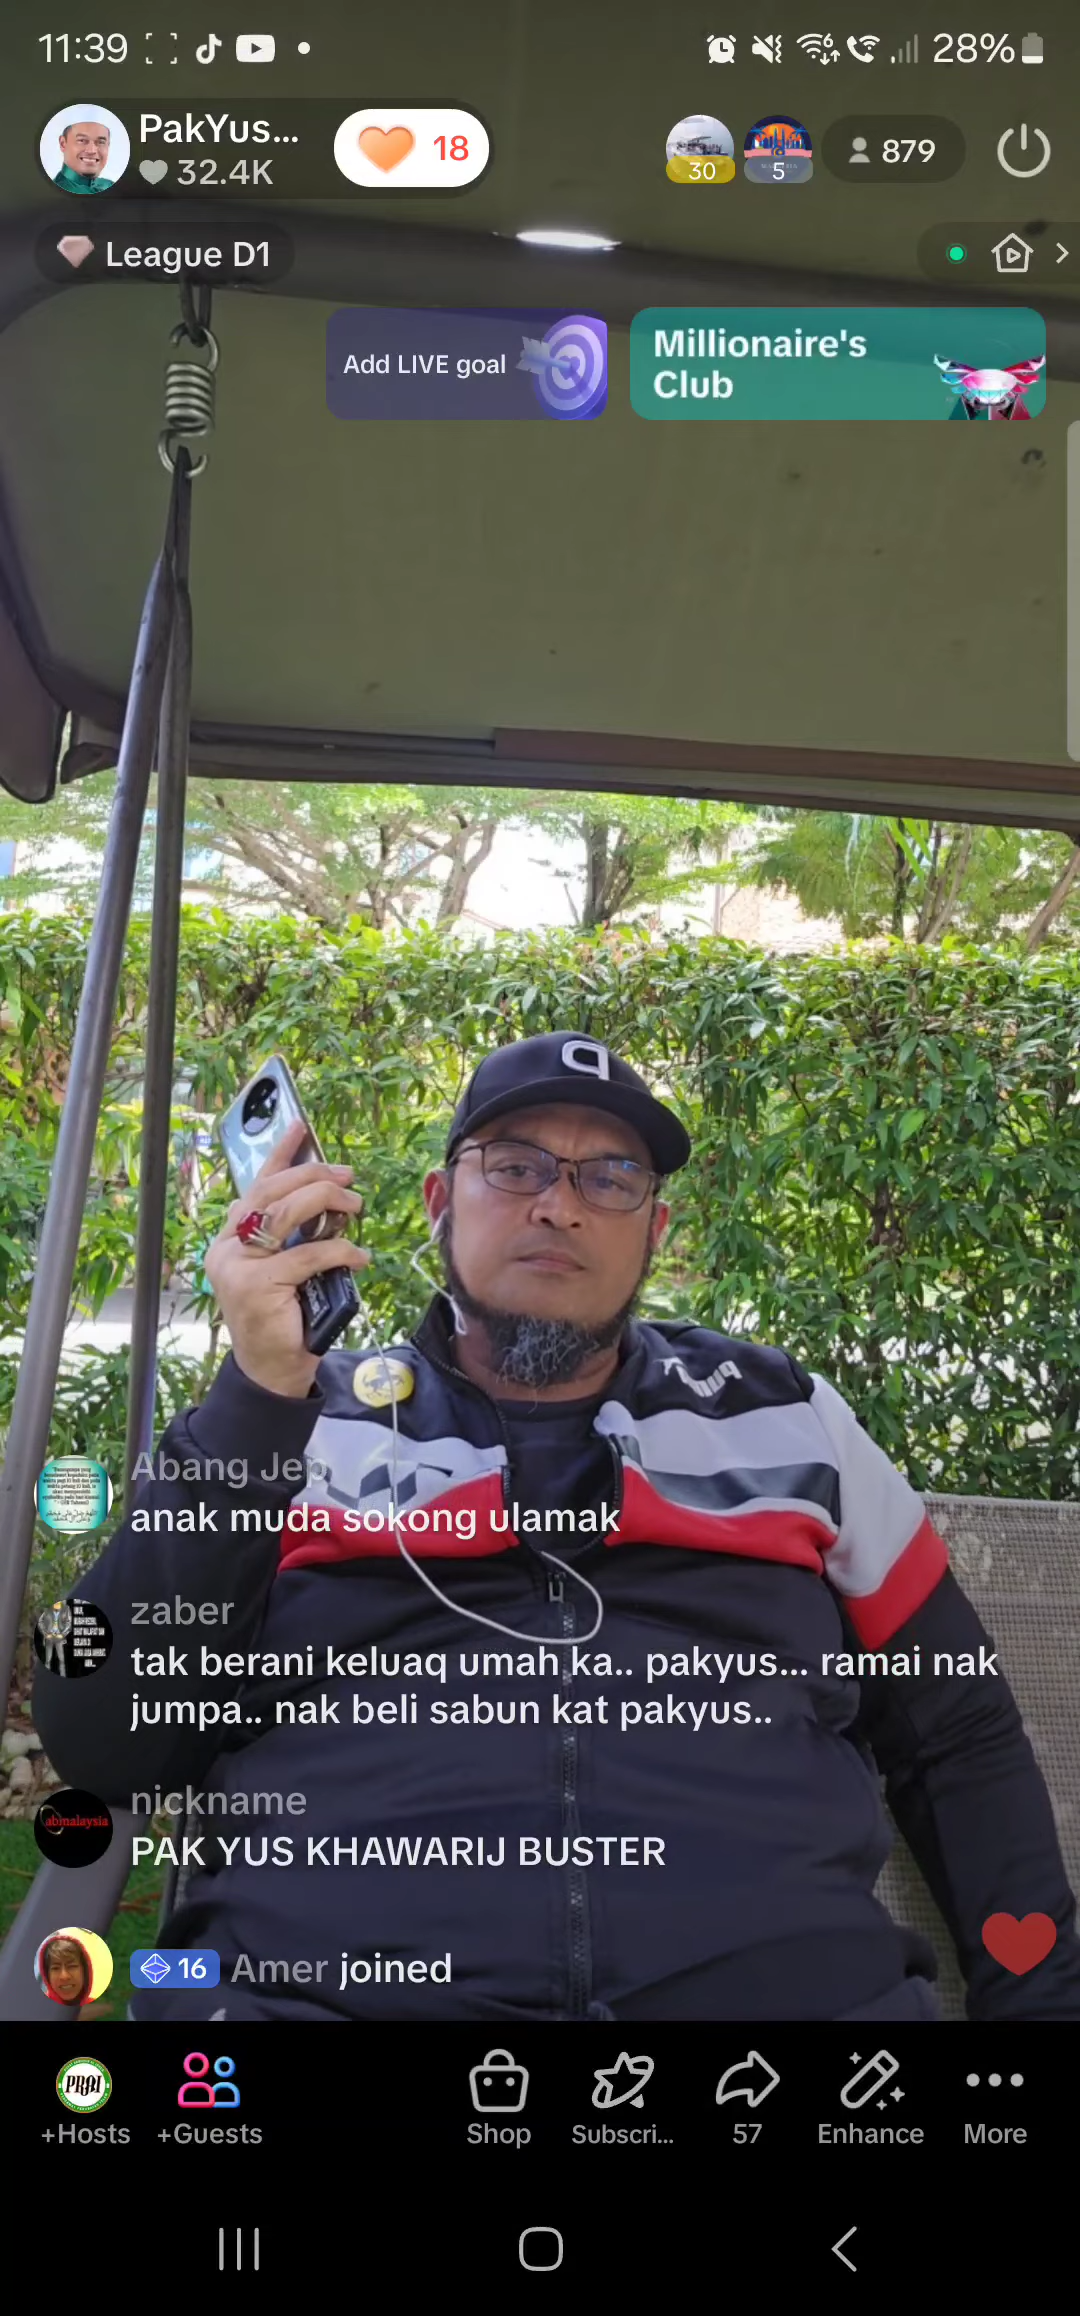 11:39
28%
PakYus...
32.4K
18
30
5
879
League D1
Add LIVE goal
Millionaire's
Club
Abang Jep
anak muda sokong ulamak
zaber
tak berani keluaq umah ka.. pakyus... ramai nak
jumpa.. nak beli sabun kat pakyus..
abmalaysia
nickname
PAK YUS KHAWARIJ BUSTER
16 Amer joined
+Hosts
+Guests
Shop
Subscri...
57
Enhance
More